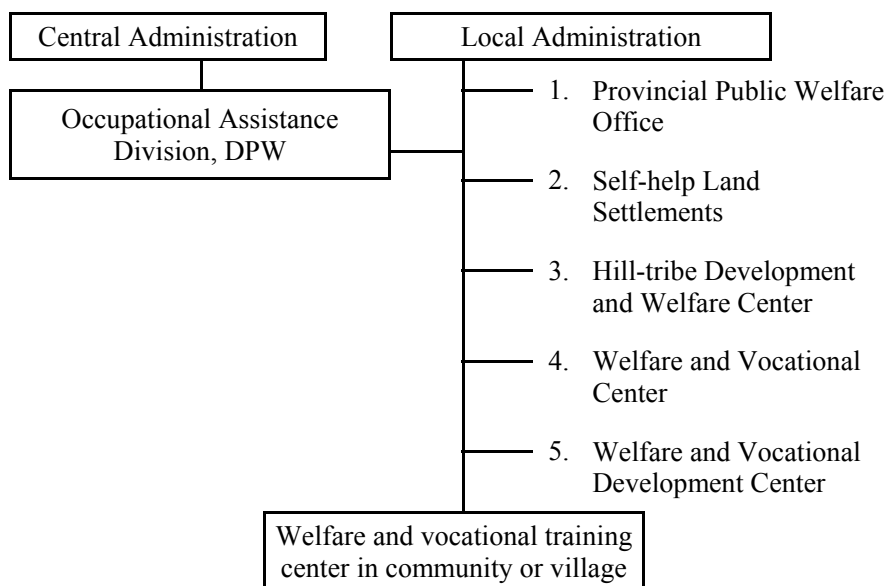 Central Administration
Local Administration
Occupational Assistance
Division, DPW
1. Provincial Public Welfare
Office
2. Self-help Land
Settlements
3. Hill-tribe Development
and Welfare Center
4. Welfare and Vocational
Center
5. Welfare and Vocational
Development Center
Welfare and vocational training
center in community or village